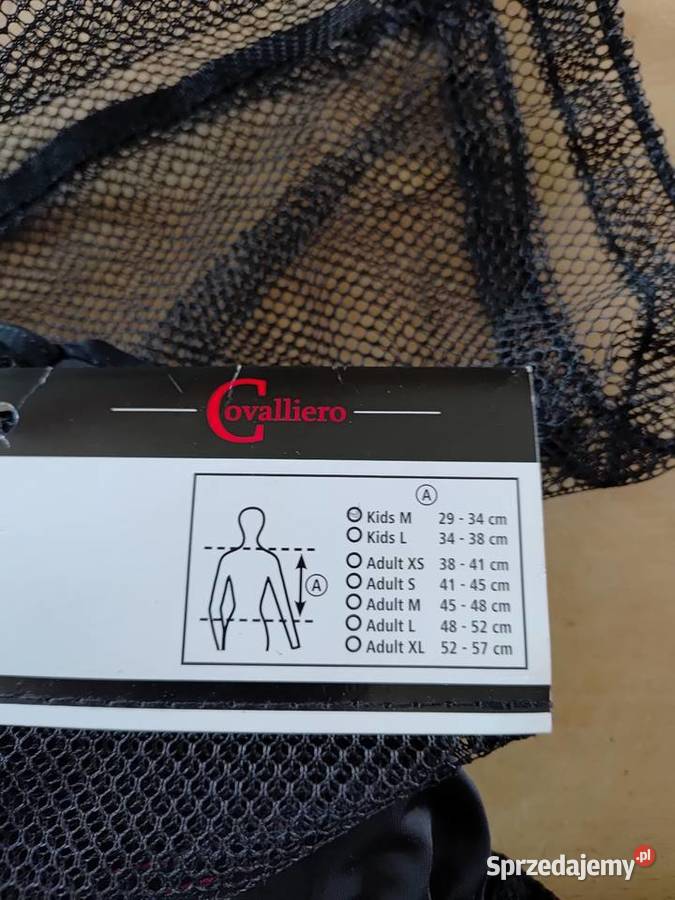 Covalliero
A
Kids M 29 - 34 cm
Kids L 34 - 38 cm
Adult XS 38 - 41 cm
Adult S 41 - 45 cm
A
Adult M 45 - 48 cm
Adult L 48 - 52 cm
Adult XL 52 - 57 cm
Sprzedajemy.pl